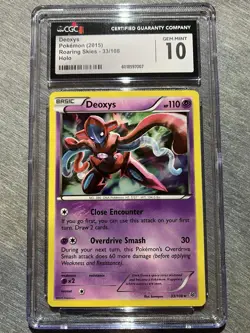 CGC
CERTIFIED GUARANTY COMPANY
Deoxys
Pokémon (2015)
Roaring Skies - 33/108
Holo
GEM MINT
10
BASIC
Deoxys
HP110
Close Encounter
If you go first, you can use this attack on your
first turn. Draw 2 cards.
Overdrive Smash 30
During your next turn, this Pokémon's Overdrive
Smash attack does 60 more damage (before applying
Weakness and Resistance).
×2
33/108